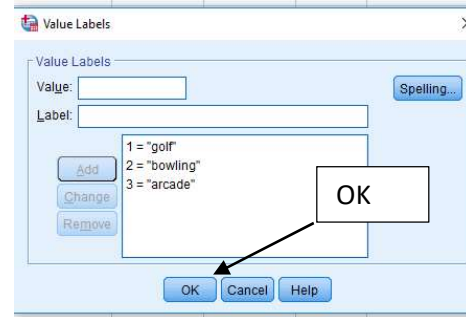 Value Labels
Value Labels
Value:
Spelling...
Label:
1 = "golf"
Add
2 = "bowling"
3 = "arcade"
Change
OK
Remove
OK Cancel Help